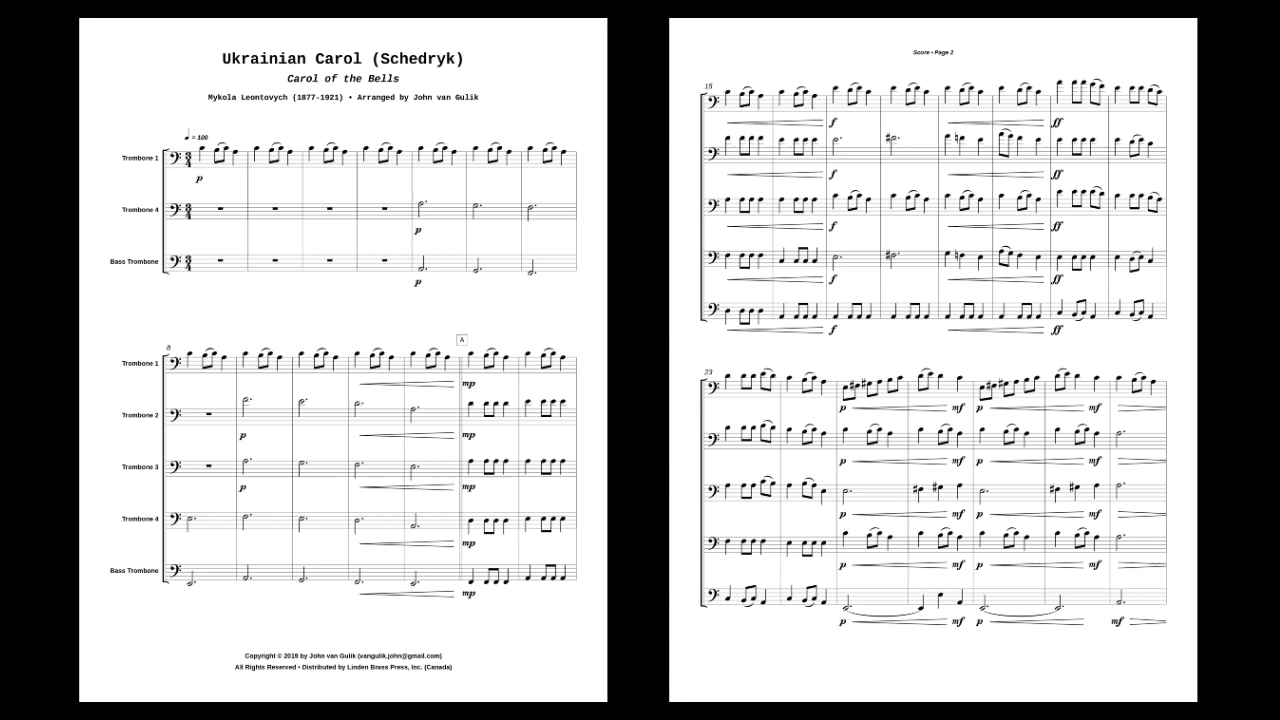 Ukrainian Carol (Schedryk)
Carol of the Bells
Mykola Leontovych (1877-1921) • Arranged by John van Gulik
= 100
Trombone 1
p
Trombone 4
p
Bass Trombone
p
8
A
Trombone 1
mp
Trombone 2
p mp
Trombone 3
p mp
Trombone 4
mp
Bass Trombone
mp
Copyright © 2019 by John van Gulik (vangulik.john@gmail.com)
All Rights Reserved • Distributed by Linden Brass Press, Inc. (Canada)
Score • Page 2
15
f ff
f ff
f ff
f ff
f ff
23
p mf p mf
p mf p mf
p mf p mf
p mf p mf
p mf p mf